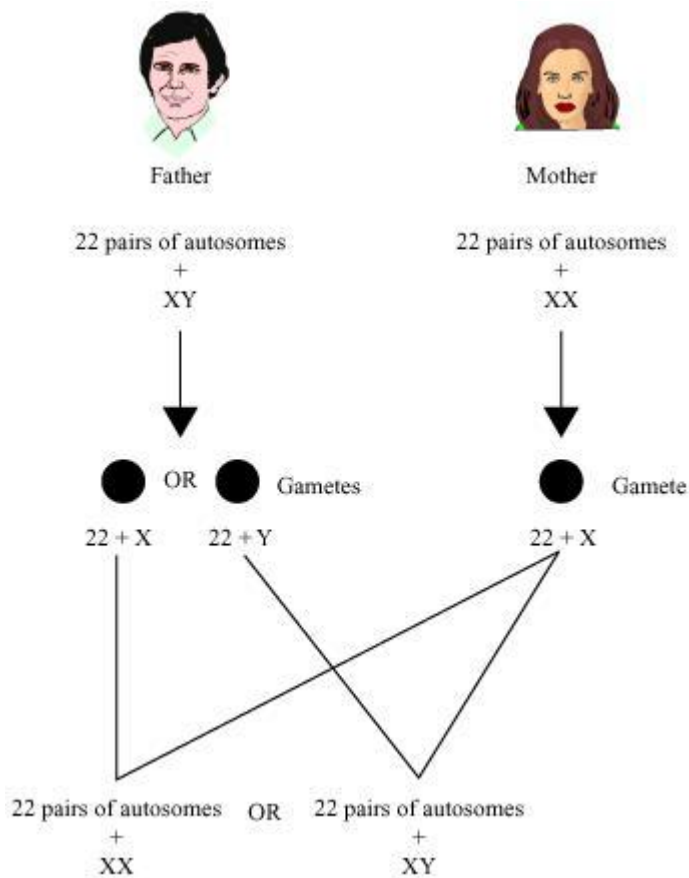 Father
Mother
22 pairs of autosomes
+
XY
22 pairs of autosomes
+
XX
OR
Gametes
Gamete
22 + X
22 + Y
22 + X
22 pairs of autosomes
+
XX
OR
22 pairs of autosomes
+
XY